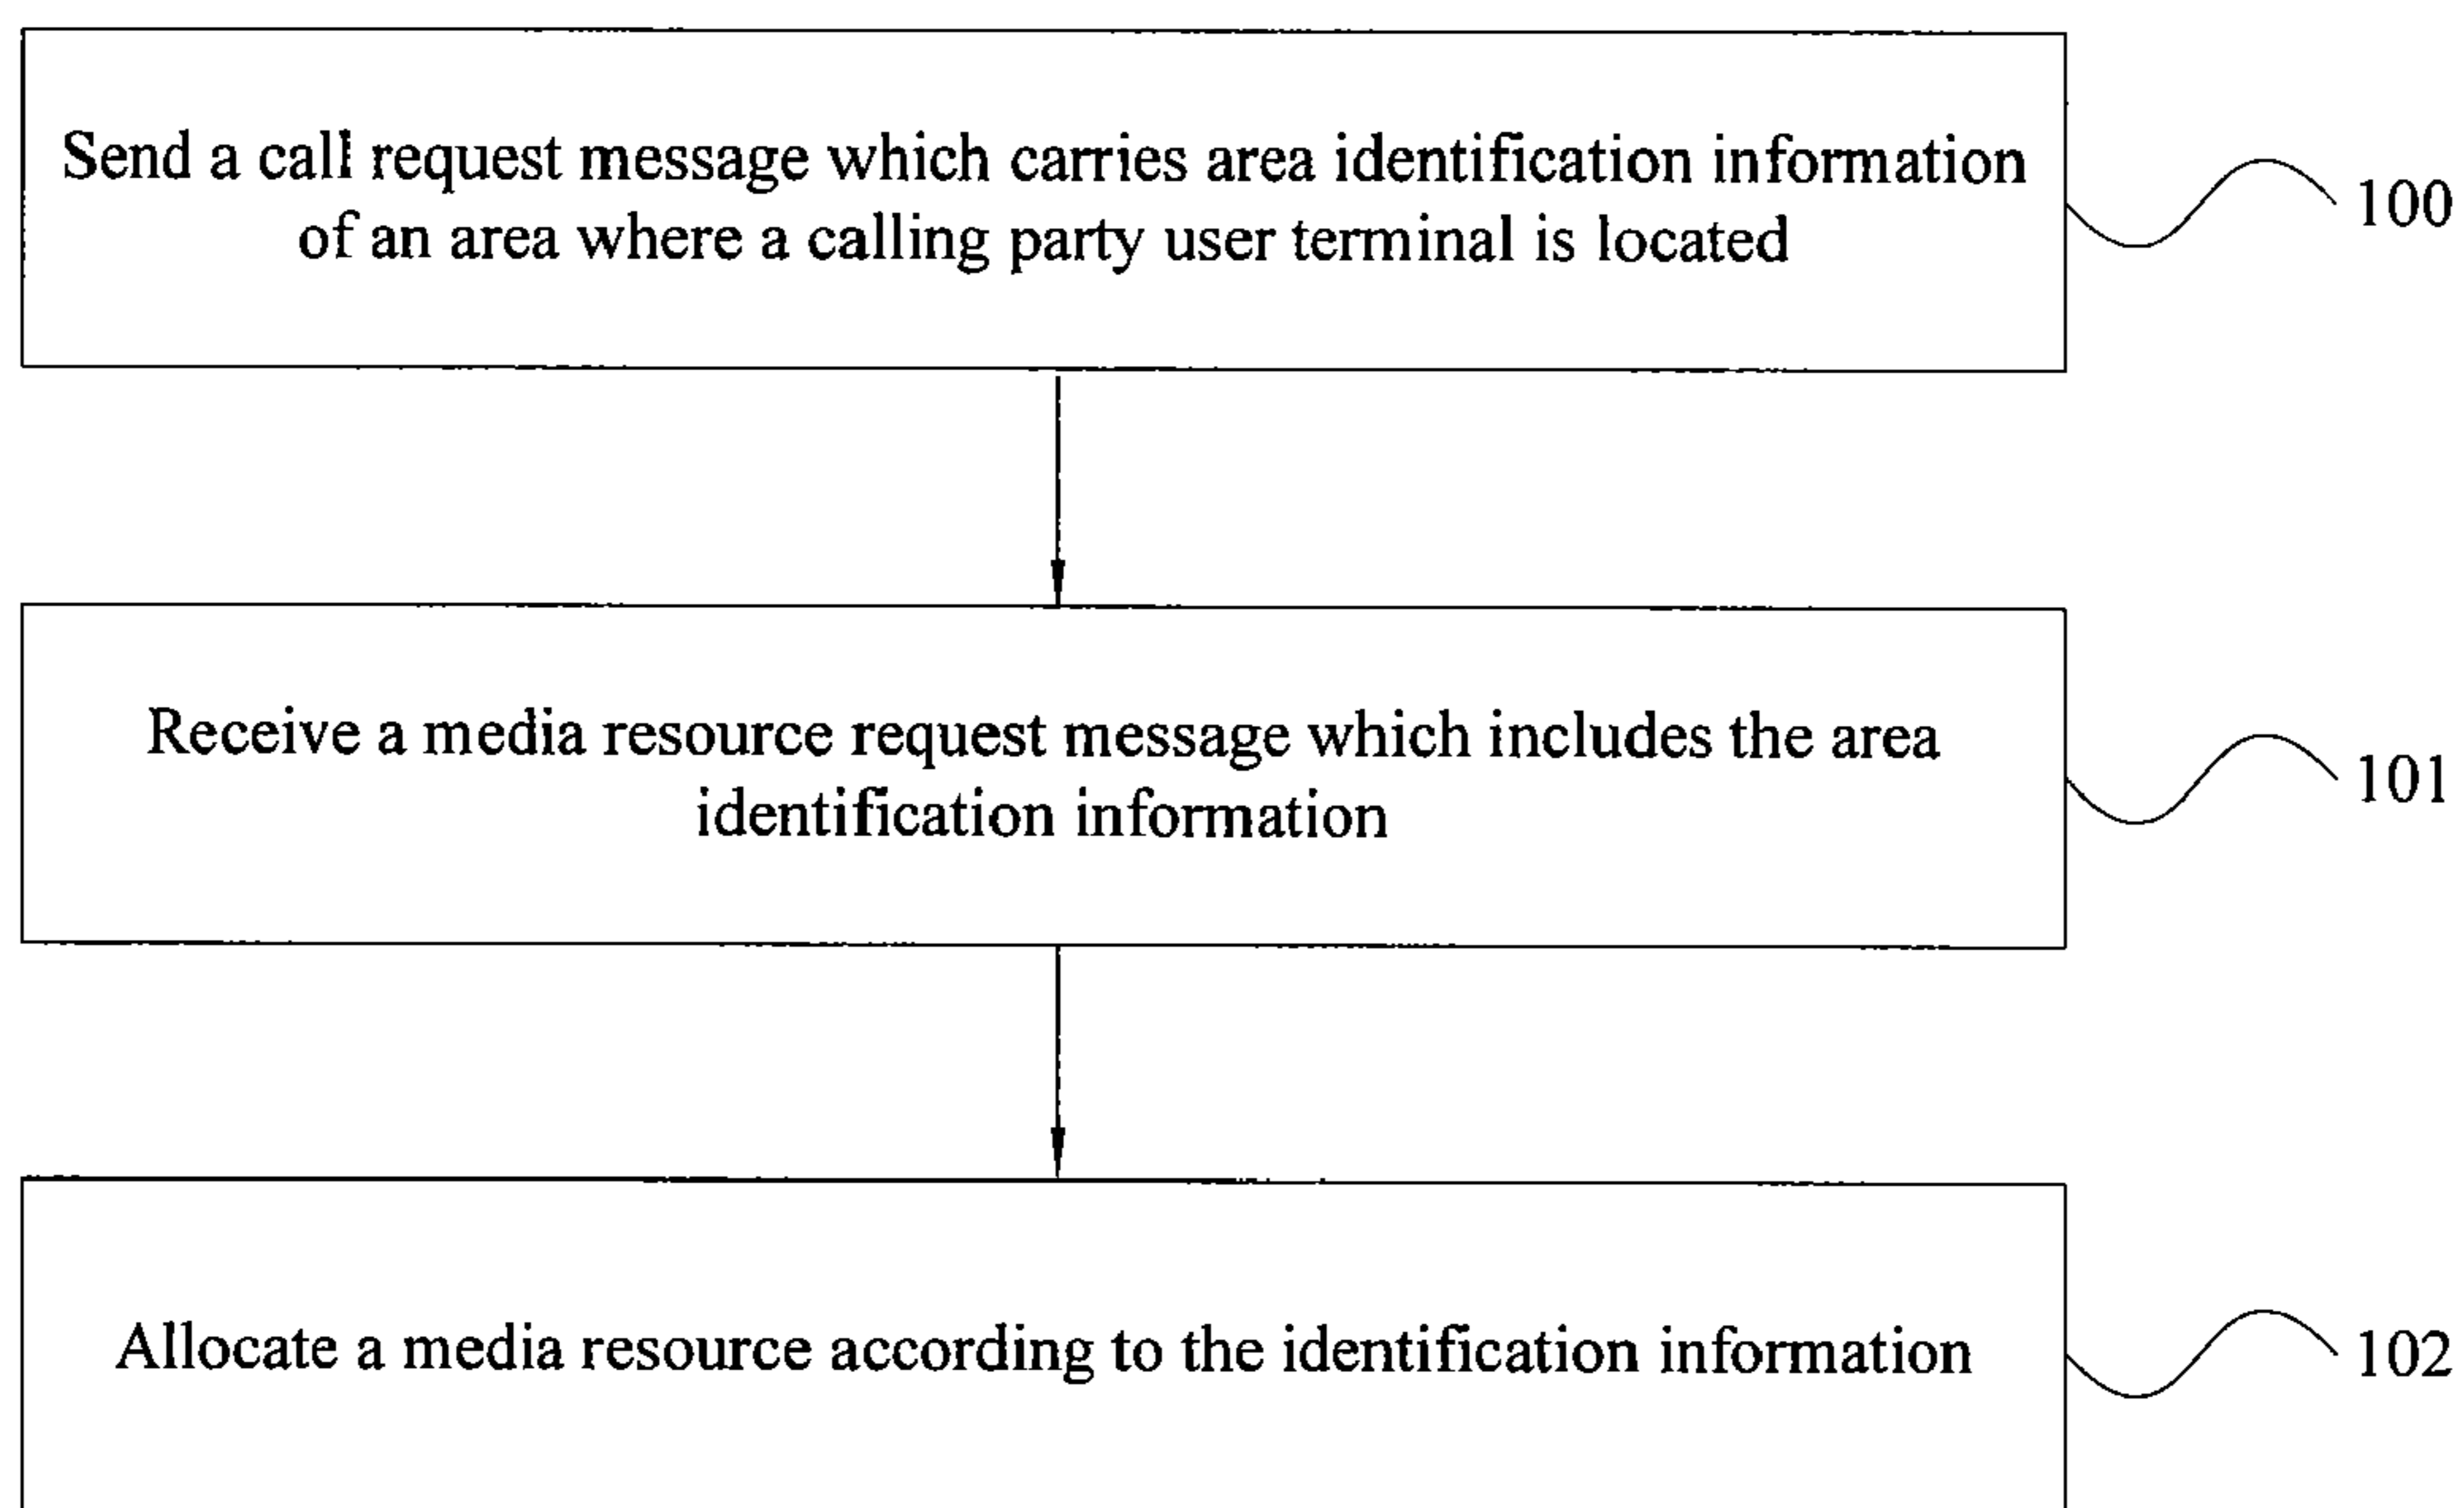 Send a call request message which carries area identification information
of an area where a calling party user terminal is located
100
Receive a media resource request message which includes the area
identification information
101
Allocate a media resource according to the identification information
102